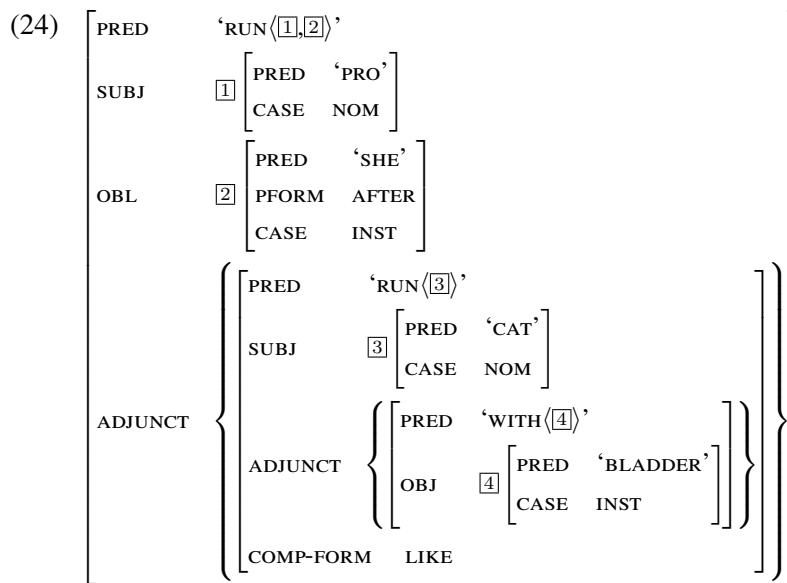 (24)
PRED ‘RUN⟨1,2⟩’
PRED ‘PRO’
SUBJ 1
CASE NOM
PRED ‘SHE’
OBL 2 PFORM AFTER
CASE INST
PRED ‘RUN⟨3⟩’
PRED ‘CAT’
SUBJ 3
CASE NOM
ADJUNCT
PRED ‘WITH⟨4⟩’
ADJUNCT
PRED ‘BLADDER’
OBJ 4
CASE INST
COMP-FORM LIKE